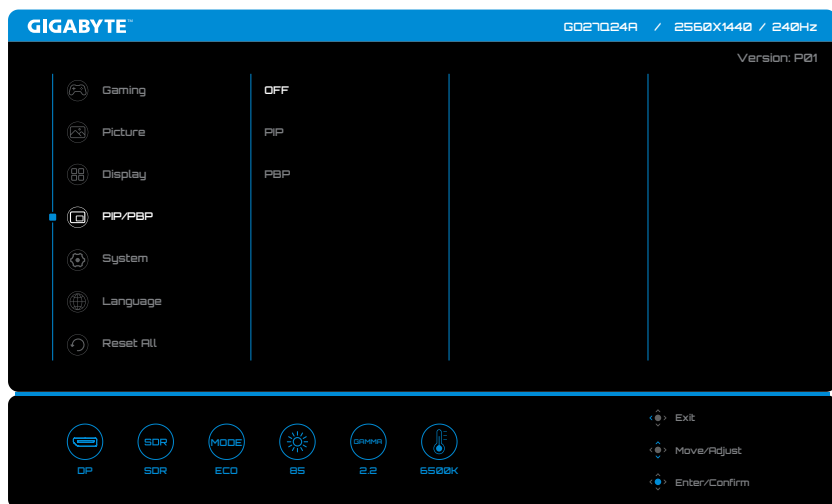 GIGABYTE™
GO27Q24A / 2560X1440 / 240Hz
Version: P01
Gaming
OFF
Picture
PIP
Display
PBP
PIP/PBP
System
Language
Reset All
SDR
MODE
GAMMA
DP
SDR
ECO
85
2.2
6500K
Exit
Move/Adjust
Enter/Confirm